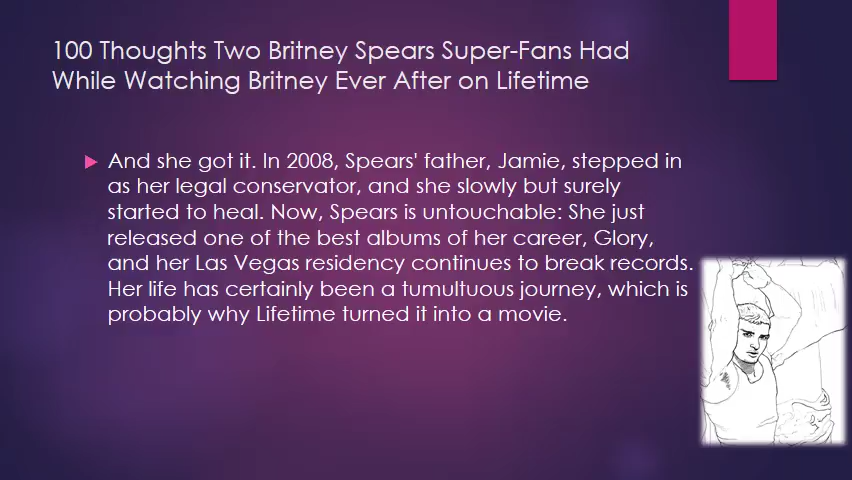 100 Thoughts Two Britney Spears Super-Fans Had
While Watching Britney Ever After on Lifetime
And she got it. In 2008, Spears' father, Jamie, stepped in
as her legal conservator, and she slowly but surely
started to heal. Now, Spears is untouchable: She just
released one of the best albums of her career, Glory,
and her Las Vegas residency continues to break records.
Her life has certainly been a tumultuous journey, which is
probably why Lifetime turned it into a movie.